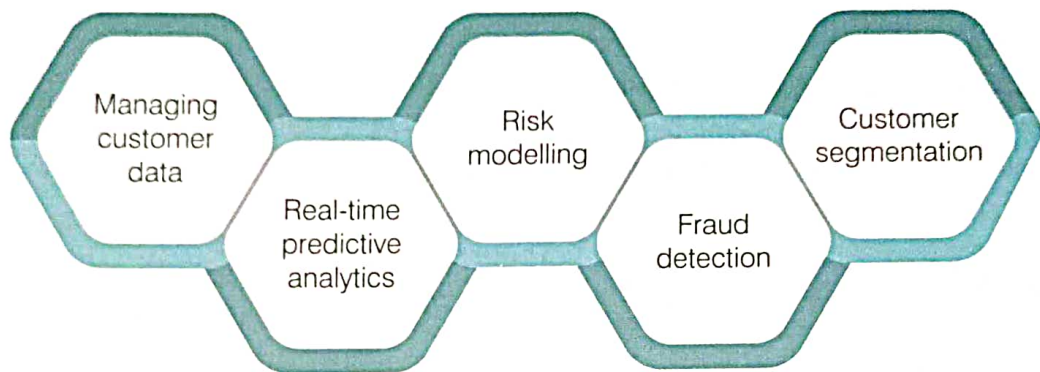 Managing
customer
data
Real-time
predictive
analytics
Risk
modelling
Fraud
detection
Customer
segmentation